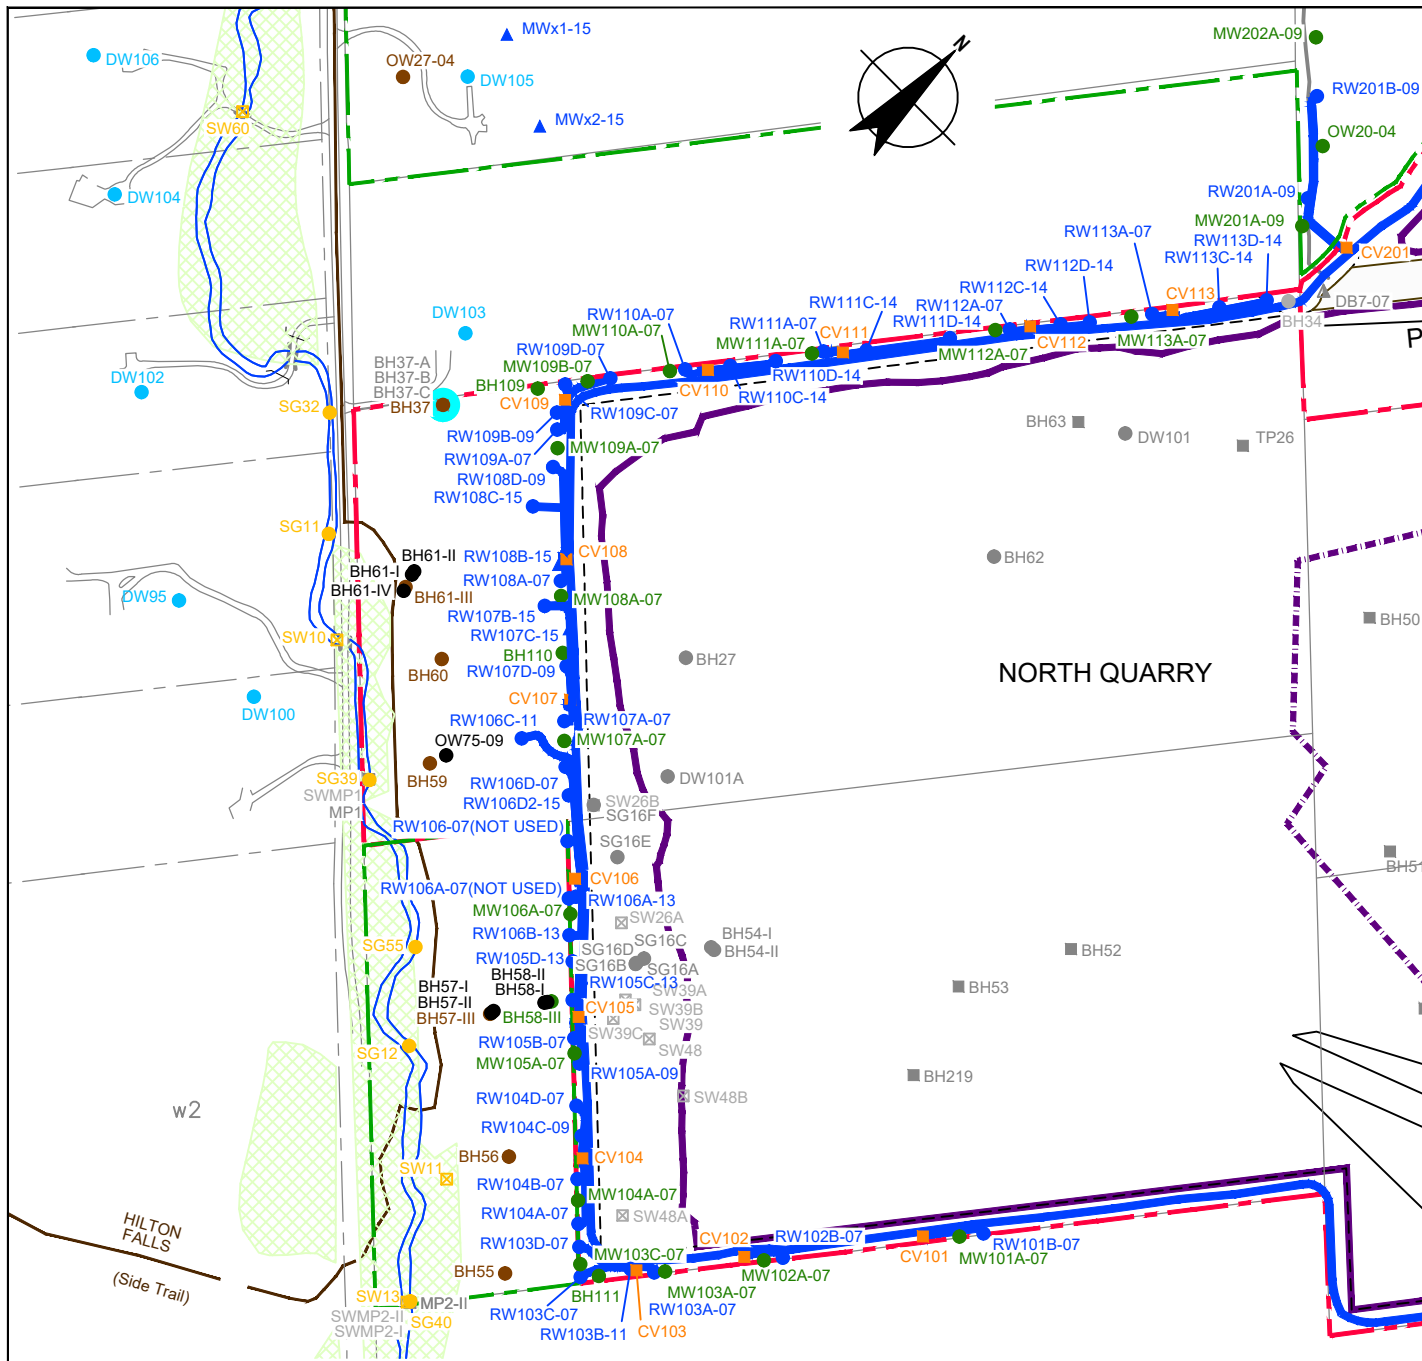 MWx1-15
MW202A-09
N
DW106
OW27-04
DW105
RW201B-09
SW60
MWx2-15
OW20-04
DW104
RW201A-09
MW201A-09
RW113A-07
RW113D-14
RW113C-14
CV201
RW112D-14
RW112C-14
CV113
DB7-07
BH34
RW111C-14
RW112A-07
RW110A-07
RW111A-07
CV111
RW111D-14
DW103
MW110A-07
MW111A-07
CV112
MW113A-07
P
RW109D-07
MW112A-07
BH37-A
MW109B-07
RW110D-14
BH37-B
BH109
CV110
RW110C-14
DW102
BH37-C
BH37
CV109
SG32
RW109C-07
BH63
DW101
TP26
RW109B-09
MW109A-07
RW109A-07
RW108D-09
RW108C-15
SG11
BH61-II
RW108B-15
CV108
BH62
BH61-I
RW108A-07
BH61-IV
BH61-III
MW108A-07
DW95
RW107B-15
BH50
SW10
RW107C-15
BH110
BH27
BH60
RW107D-09
NORTH QUARRY
DW100
CV107
RW106C-11
RW107A-07
OW75-09
MW107A-07
SG39
BH59
RW106D-07
DW101A
SWMP1
RW106D2-15
SW26B
MP1
SG16F
RW106-07(NOT USED)
SG16E
BH51
CV106
RW106A-07(NOT USED)
RW106A-13
MW106A-07
SW26A
RW106B-13
SG55
SG16D
SG16C
BH54-I
BH52
BH54-II
RW105D-13
SG16B
SG16A
BH58-II
BH57-I
BH58-I
RW105C-13
BH53
BH57-II
SW39A
BH57-III
BH58-III
CV105
SW39B
SW39C
SW39
SG12
RW105B-07
SW48
MW105A-07
RW105A-09
BH219
RW104D-07
SW48B
w2
RW104C-09
BH56
CV104
SW11
RW104B-07
MW104A-07
HILTON
FALLS
RW104A-07
SW48A
RW103D-07
CV102
RW102B-07
RW101B-07
(Side Trail)
BH55
MW103C-07
CV101
MW101A-07
SW13
MP2-II
BH111
MW102A-07
SWMP2-II
SG40
RW103C-07
MW103A-07
SWMP2-I
RW103B-11
RW103A-07
CV103